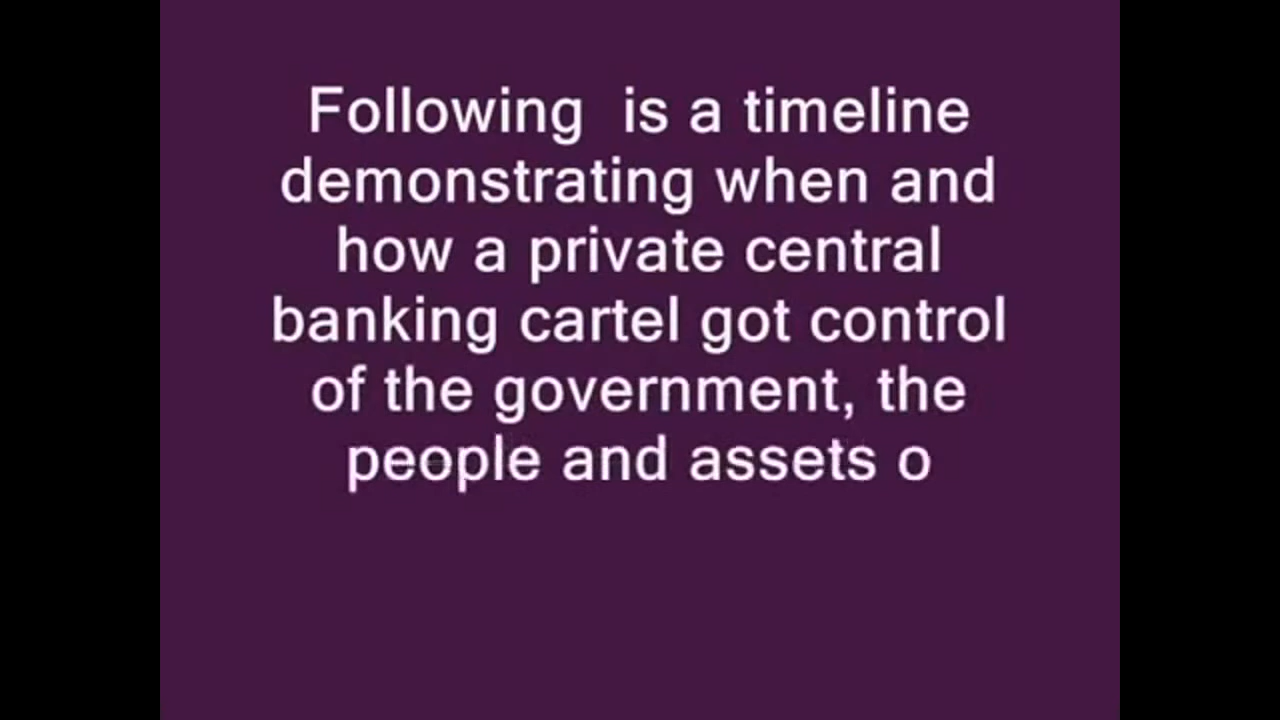 Following  is a timeline
demonstrating when and
how a private central
banking cartel got control
of the government, the
people and assets o